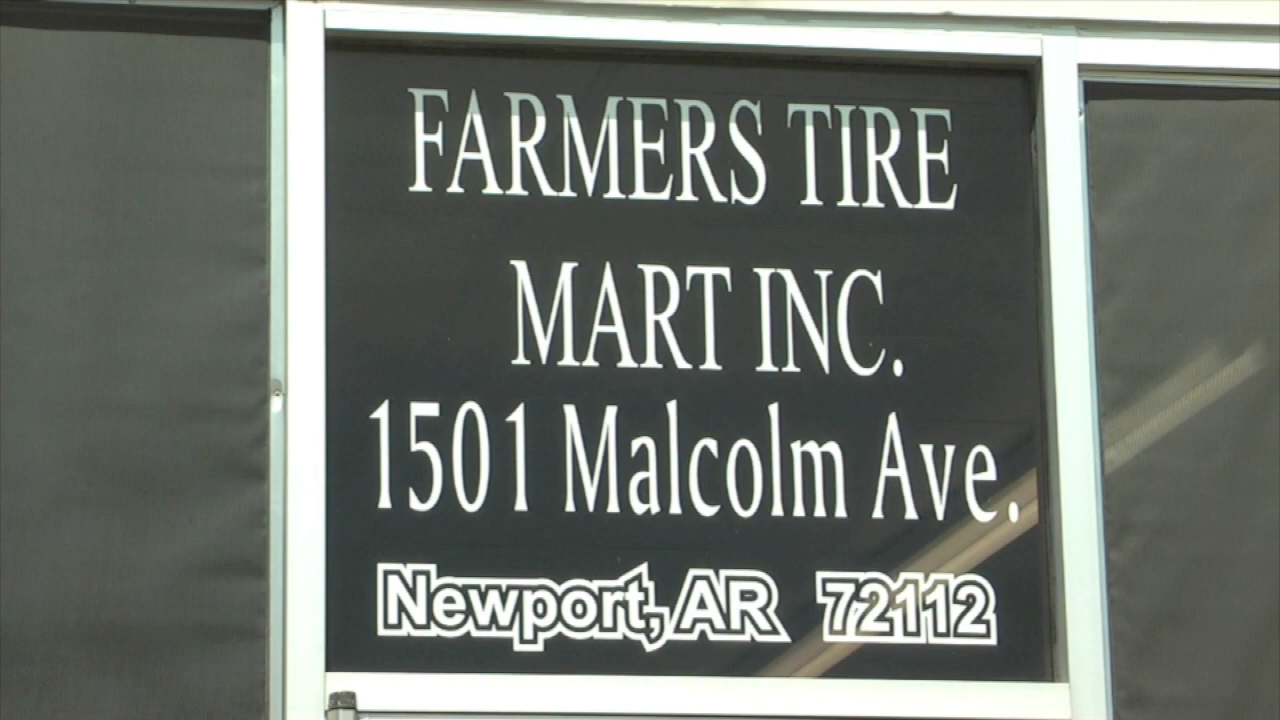 FARMERS TIRE
MART INC.
1501 Malcolm Ave.
Newport, AR 72112